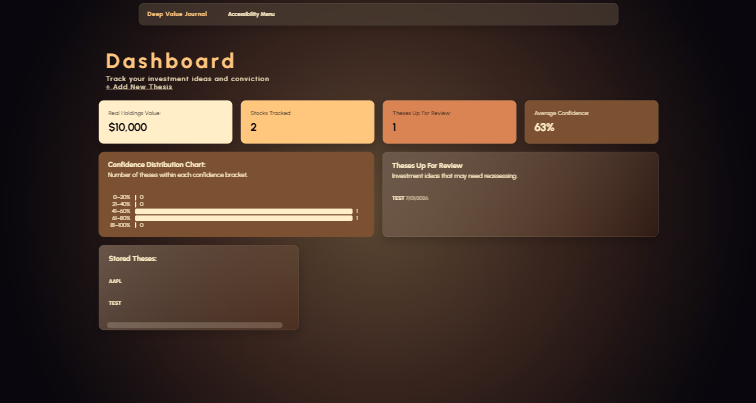 Deep Value Journal
Accessibility Menu
Dashboard
Track your investment ideas and conviction
+ Add New Thesis
Real Holdings Value:
$10,000
Stocks Tracked:
2
Theses Up For Review:
1
Average Confidence:
63%
Confidence Distribution Chart:
Number of theses within each confidence bracket.
0-20% 0
21-40% 0
41-60% 1
61-80% 1
81-100% 0
Theses Up For Review
Investment ideas that may need reassessing.
TEST
Stored Theses:
AAPL
TEST